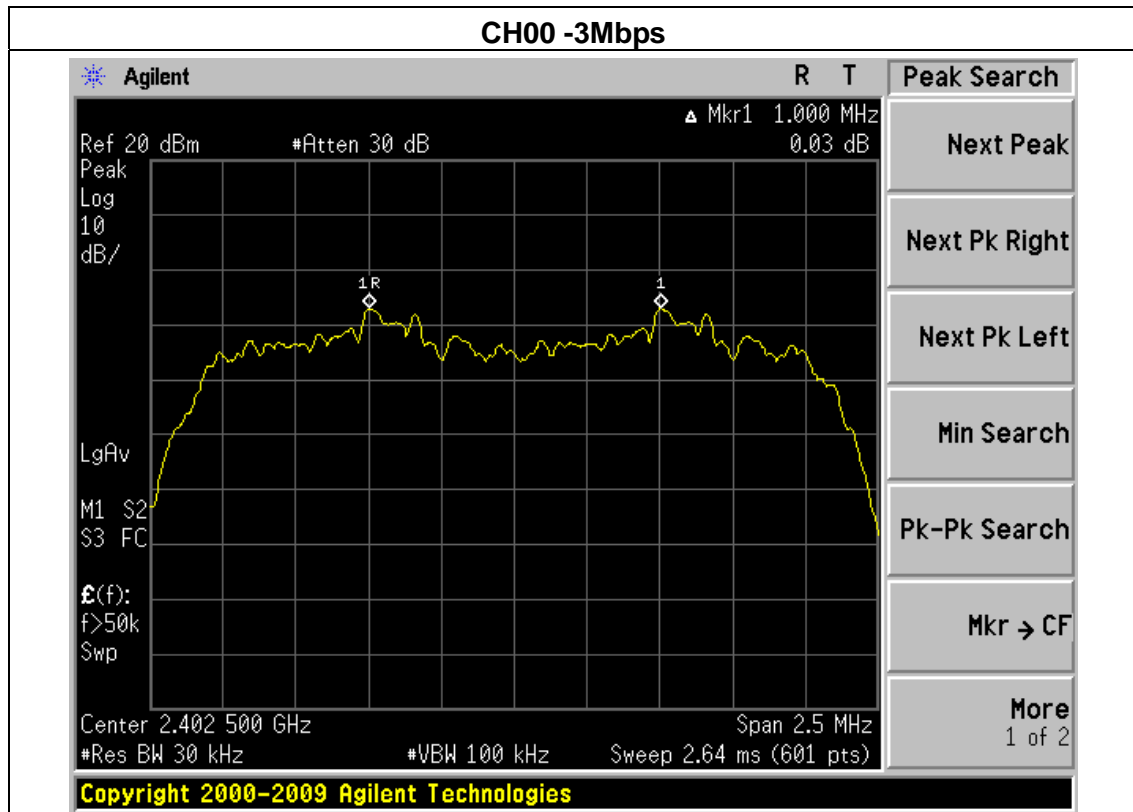 CH00 -3Mbps
Agilent R T
Peak Search
▵ Mkr1 1.000 MHz
Ref 20 dBm #Atten 30 dB 0.03 dB
Peak
Log
10
dB/
1R 1
LgAv
M1 S2
S3 FC
£(f):
f>50k
Swp
Center 2.402 500 GHz Span 2.5 MHz
#Res BW 30 kHz #VBW 100 kHz Sweep 2.64 ms (601 pts)
Copyright 2000-2009 Agilent Technologies
Next Peak
Next Pk Right
Next Pk Left
Min Search
Pk-Pk Search
Mkr → CF
More
1 of 2